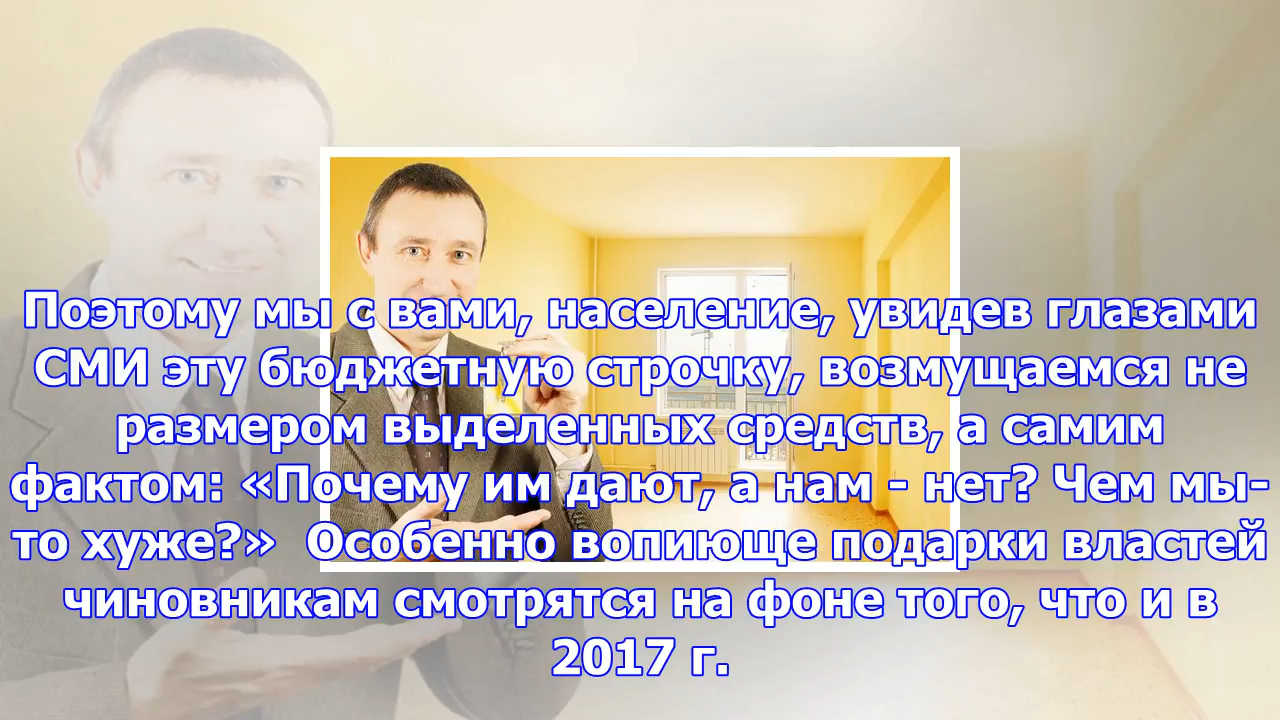 Поэтому мы с вами, население, увидев глазами
СМИ эту бюджетную строчку, возмущаемся не
размером выделенных средств, а самим
фактом: «Почему им дают, а нам - нет? Чем мы-
то хуже?»  Особенно вопиюще подарки властей
чиновникам смотрятся на фоне того, что и в
2017 г.